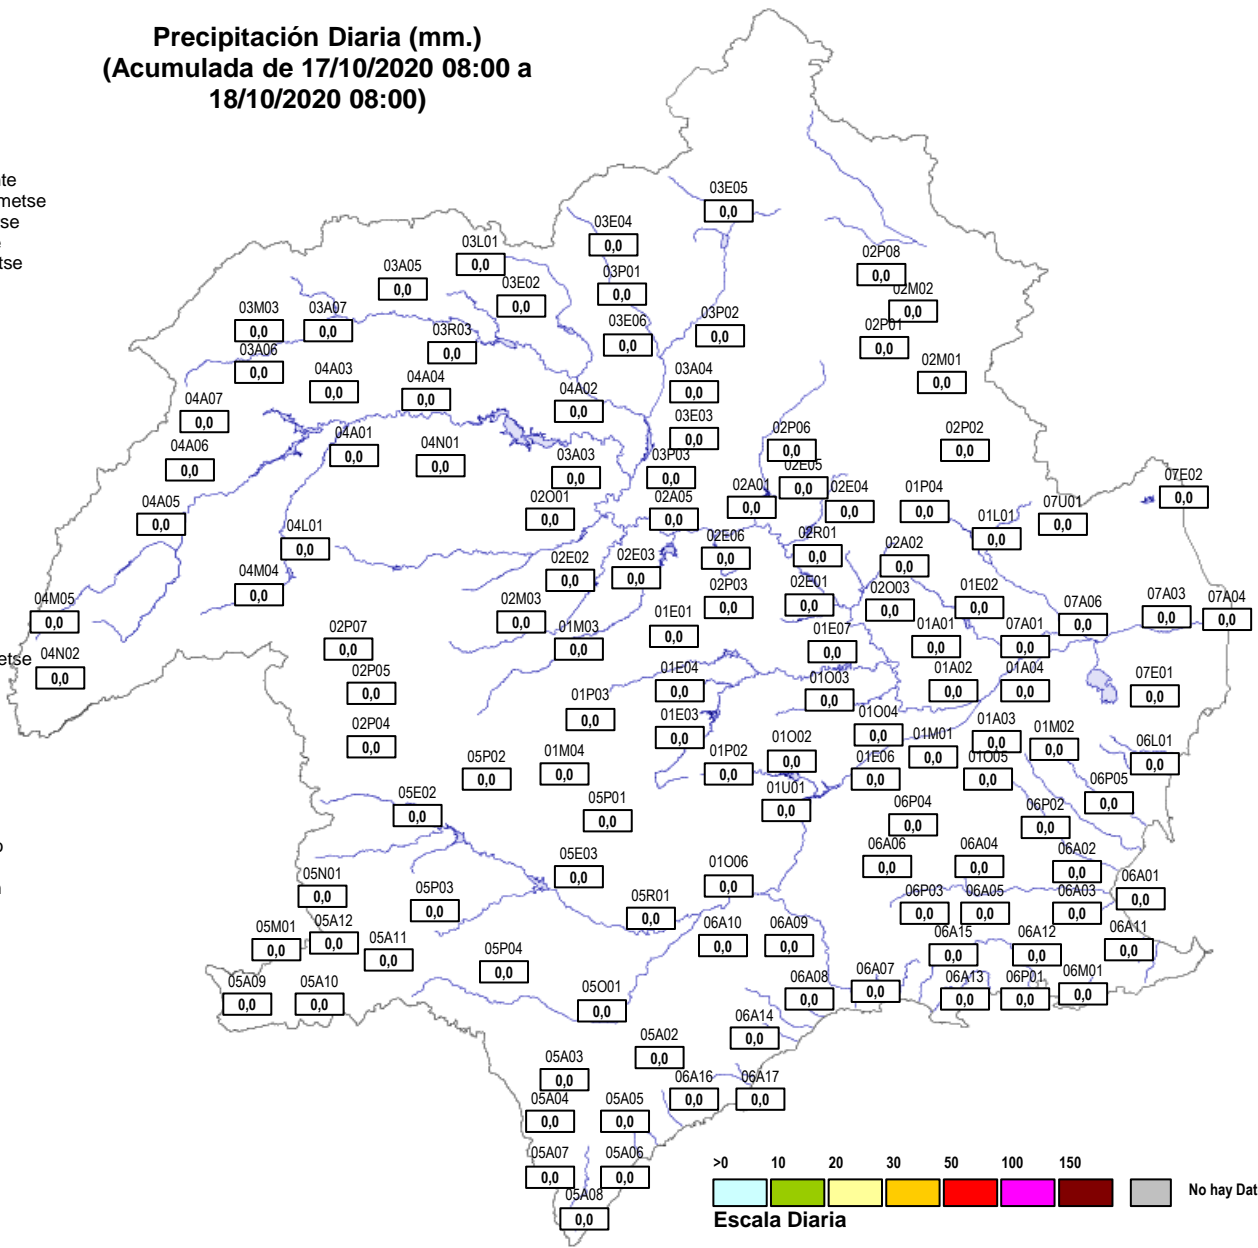 Precipitación Diaria (mm.)
(Acumulada de 17/10/2020 08:00 a
18/10/2020 08:00)
te
metse
se
tse
03E05
0,0
03E04
0,0
03L01
0,0
02P08
0,0
03A05
0,0
03P01
0,0
03E02
0,0
02M02
0,0
03M03
0,0
03A07
0,0
03P02
0,0
03E06
0,0
03R03
0,0
02P01
0,0
03A06
0,0
02M01
0,0
04A03
0,0
04A04
0,0
03A04
0,0
04A02
0,0
04A07
0,0
03E03
0,0
04A01
0,0
04N01
0,0
02P06
0,0
02P02
0,0
04A06
0,0
03A03
0,0
03P03
0,0
02E05
0,0
07E02
0,0
02A01
0,0
02E04
0,0
01P04
0,0
04A05
0,0
02O01
0,0
02A05
0,0
07U01
0,0
01L01
0,0
04L01
0,0
02E06
0,0
02R01
0,0
02A02
0,0
04M04
0,0
02E02
0,0
02E03
0,0
02P03
0,0
02E01
0,0
02O03
0,0
01E02
0,0
04M05
0,0
02M03
0,0
01E01
0,0
07A06
0,0
07A03
0,0
07A04
0,0
02P07
0,0
01M03
0,0
01E07
0,0
01A01
0,0
07A01
0,0
etse
04N02
0,0
02P05
0,0
01E04
0,0
01O03
0,0
01A02
0,0
01A04
0,0
07E01
0,0
01P03
0,0
02P04
0,0
01E03
0,0
01O04
0,0
01A03
0,0
01M02
0,0
01M01
0,0
05P02
0,0
01M04
0,0
01P02
0,0
01O02
0,0
01E06
0,0
01O05
0,0
06L01
0,0
05E02
0,0
05P01
0,0
01U01
0,0
06P04
0,0
06P02
0,0
06P05
0,0
o
05E03
0,0
06A06
0,0
06A04
0,0
06A02
0,0
05N01
0,0
05P03
0,0
01O06
0,0
05R01
0,0
06P03
0,0
06A05
0,0
06A03
0,0
06A01
0,0
05M01
0,0
05A12
0,0
05A11
0,0
06A10
0,0
06A09
0,0
06A15
0,0
06A12
0,0
06A11
0,0
05P04
0,0
05A09
0,0
05A10
0,0
05O01
0,0
06A08
0,0
06A07
0,0
06A13
0,0
06P01
0,0
06M01
0,0
06A14
0,0
05A02
0,0
05A03
0,0
06A16
0,0
06A17
0,0
05A04
0,0
05A05
0,0
05A07
0,0
05A06
0,0
05A08
0,0
>0 10 20 30 50 100 150
No hay Dat
Escala Diaria